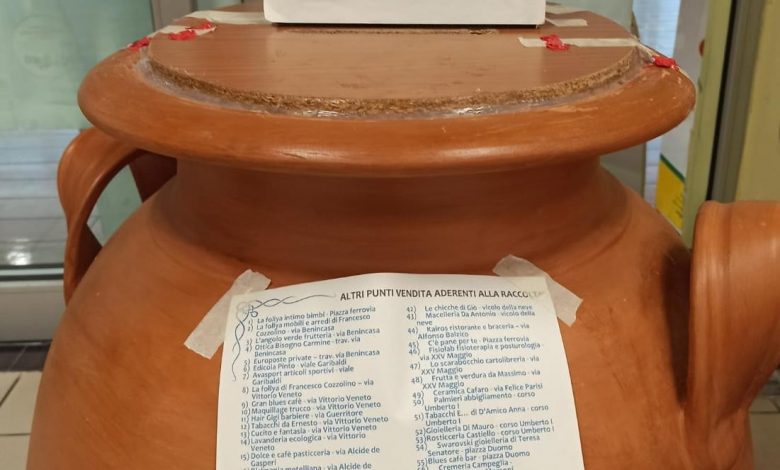 ALTRI PUNTI VENDITA ADERENTI ALLA RACCOLT
1) La follya intimo bimbi - Piazza ferrovia
2) La follya mobili e arredi di Francesco
Cozzolino - via Benincasa
3) L'angolo verde frutteria - via Benincasa
4) Ottica Bisogno Carmine - trav. via
Benincasa
5) Europoste private – trav. via Benincasa
6) Edicola Pinto - viale Garibaldi
7) Avasport articoli sportivi - viale
Garibaldi
8) La follya di Francesco Cozzolino – via
Vittorio Veneto
9) Gran blues cafè - via Vittorio Veneto
10) Maquillage trucco - via Vittorio Veneto
11) Hair Gigi barbiere - via Guerritore
12) Tabacchi da Ernesto - via Vittorio Veneto
13) Cucito e fantasia - via Vittorio Veneto
14) Lavanderia ecologica - via Vittorio
Veneto
15) Dolce e cafè pasticceria - via Alcide de
Gasperi
metelliana - via Alcide de
42) Le chicche di Giò - vicolo della neve
43) Macelleria Da Antonio - vicolo della
neve
44) Kairos ristorante e braceria – via
Alfonso Balzico
45) C'è pane per te - Piazza ferrovia
46) Fisiolab fisioterapia e posturologia
- via XXV Maggio
47) Lo scarabocchio cartolibreria - via
XXV Maggio
48) Frutta e verdura da Massimo - via
XXV Maggio
49) Ceramica Cafaro - via Felice Parisi
50) Palmieri abbigliamento - corso
Umberto I
51) Tabacchi E... di D'Amico Anna - corso
Umberto I
52) Gioielleria Di Mauro - corso Umberto I
53) Rosticceria Castiello - corso Umberto I
54) Swarovski gioielleria di Teresa
Senatore - piazza Duomo
55) Blues cafè bar - piazza Duomo
Cremeria Campeglia -